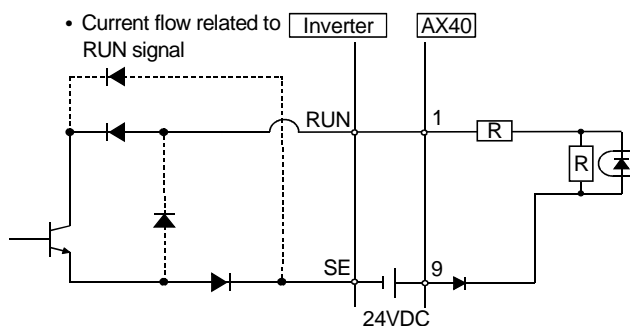 • Current flow related to
RUN signal
Inverter
AX40
RUN
1
R
R
SE
9
24VDC